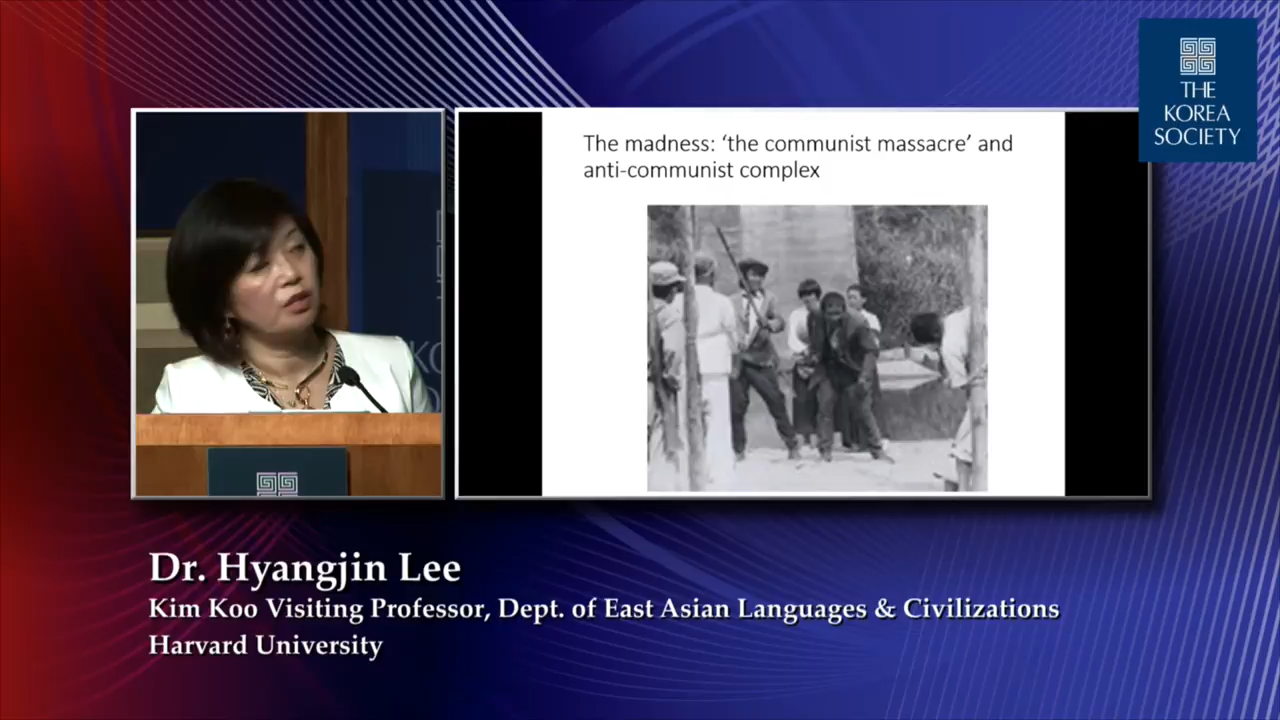 THE
KOREA
SOCIETY
The madness: ‘the communist massacre’ and
anti-communist complex
Dr. Hyangjin Lee
Kim Koo Visiting Professor, Dept. of East Asian Languages & Civilizations
Harvard University